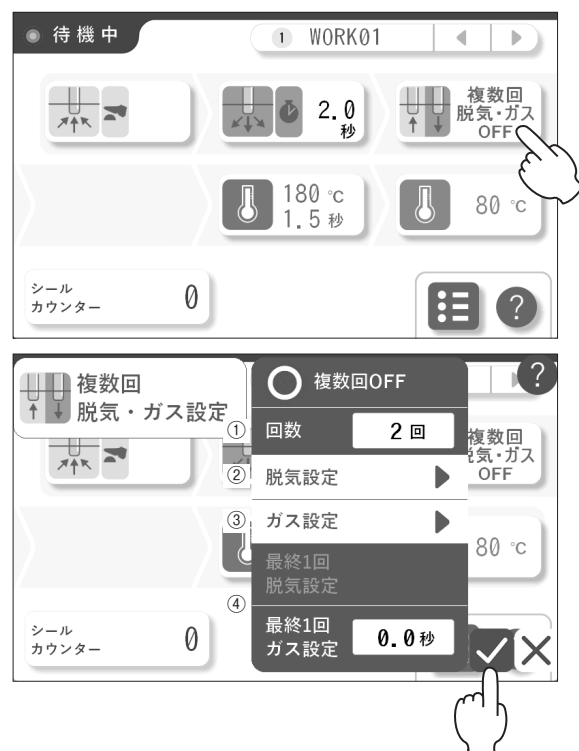 待機中
1 WORK01
2.0
秒
複数回
脱気・ガス
OFF
180 ℃
1.5 秒
80 ℃
シール
カウンター
0
?
複数回
脱気・ガス設定
複数回OFF
?
① 回数 2 回
② 脱気設定
③ ガス設定
最終1回
脱気設定
④
最終1回
ガス設定
0.0秒
複数回
気・ガス
OFF
80 ℃
シール
カウンター
0